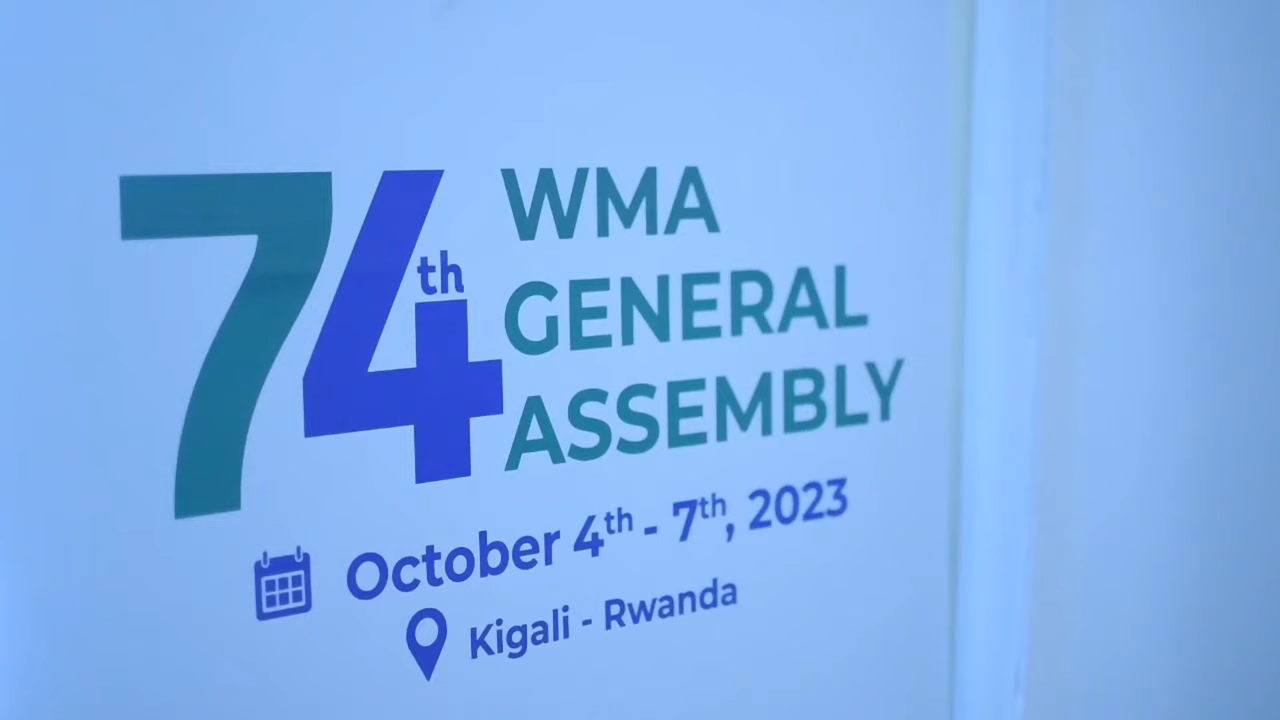 74th
WMA
GENERAL
ASSEMBLY
October 4th - 7th, 2023
Kigali - Rwanda